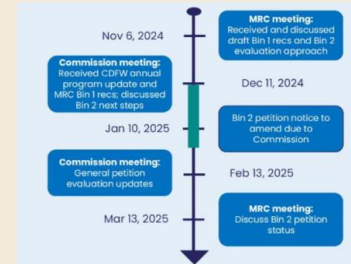 Nov 6, 2024
MRC meeting:
Received and discussed
draft Bin 1 recs and Bin 2
evaluation approach
Commission meeting:
Received CDFW annual
program update and
MRC Bin 1 recs; discussed
Bin 2 next steps
Dec 11, 2024
Jan 10, 2025
Bin 2 petition notice to
amend due to
Commission
Commission meeting:
General petition
evaluation updates
Feb 13, 2025
Mar 13, 2025
MRC meeting:
Discuss Bin 2 petition
status